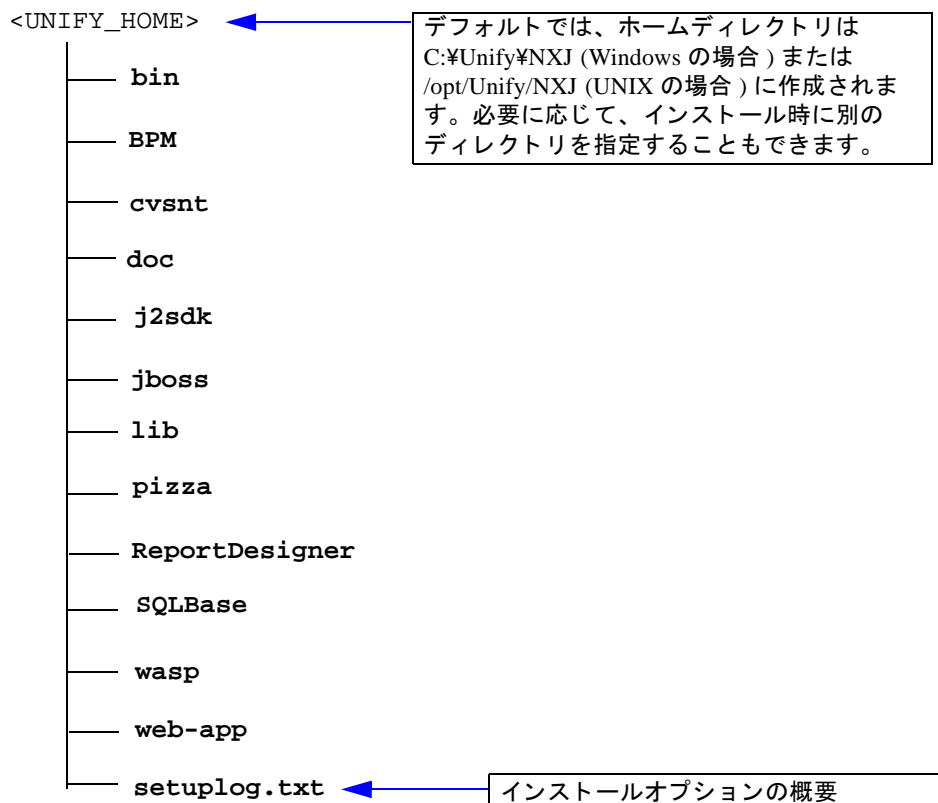 <UNIFY_HOME>
デフォルトでは、ホームディレクトリは
C:¥Unify¥NXJ (Windows の場合 ) または
/opt/Unify/NXJ (UNIX の場合 ) に作成されま
す。必要に応じて、インストール時に別の
ディレクトリを指定することもできます。
bin
BPM
cvsnt
doc
j2sdk
jboss
lib
pizza
ReportDesigner
SQLBase
wasp
web-app
setuplog.txt
インストールオプションの概要